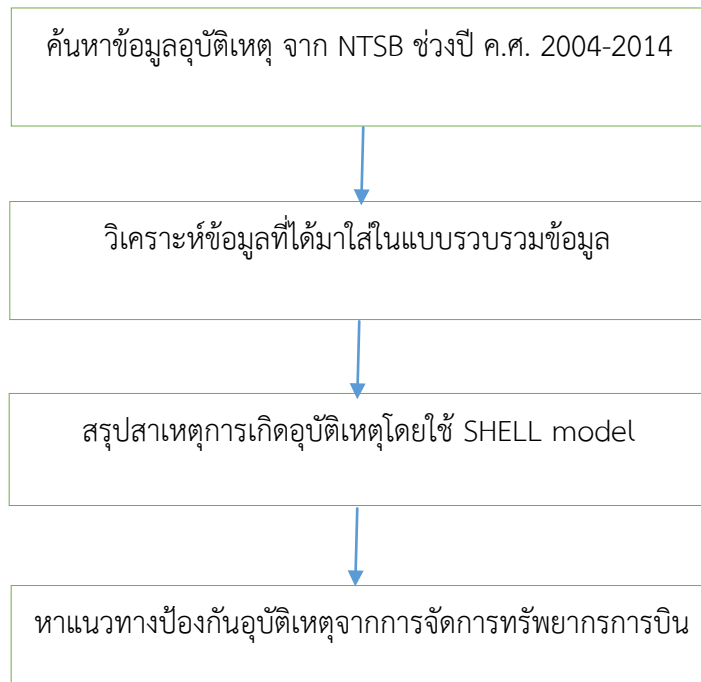 ค้นหาข้อมูลอุบัติเหตุ จาก NTSB ช่วงปี ค.ศ. 2004-2014
วิเคราะห์ข้อมูลที่ได้มาใส่ในแบบรวบรวมข้อมูล
สรุปสาเหตุการเกิดอุบัติเหตุโดยใช้ SHELL model
หาแนวทางป้องกันอุบัติเหตุจากการจัดการทรัพยากรการบิน